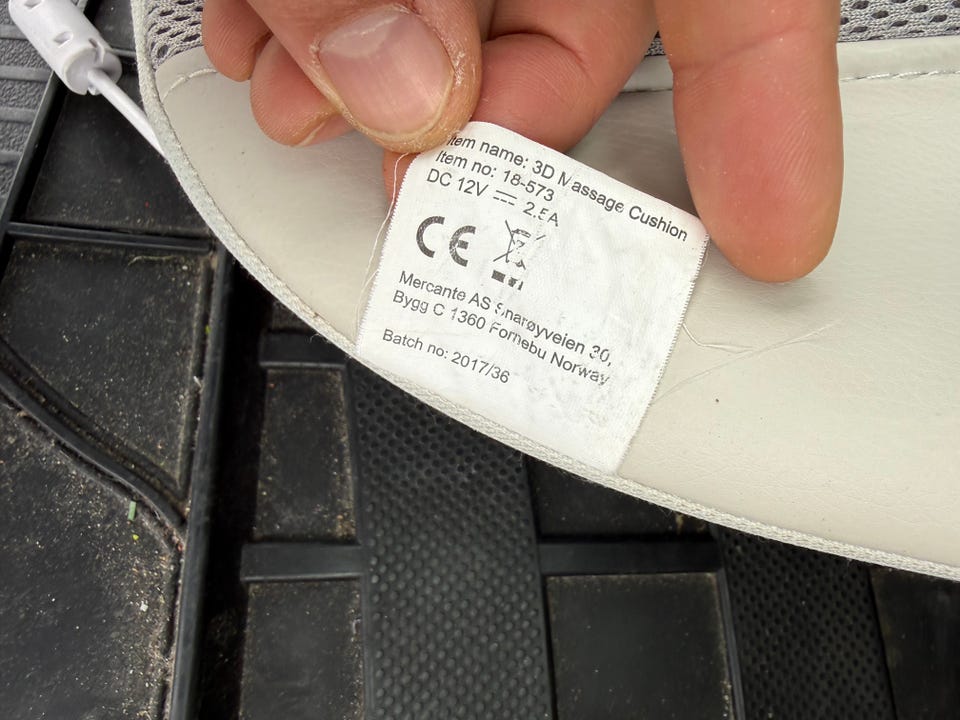 Item name: 3D Massage Cushion
Item no: 18-573
DC 12V ⎓ 2.5A
CE
Mercante AS Snarøyveien 30,
Bygg C 1360 Fornebu Norway
Batch no: 2017/36